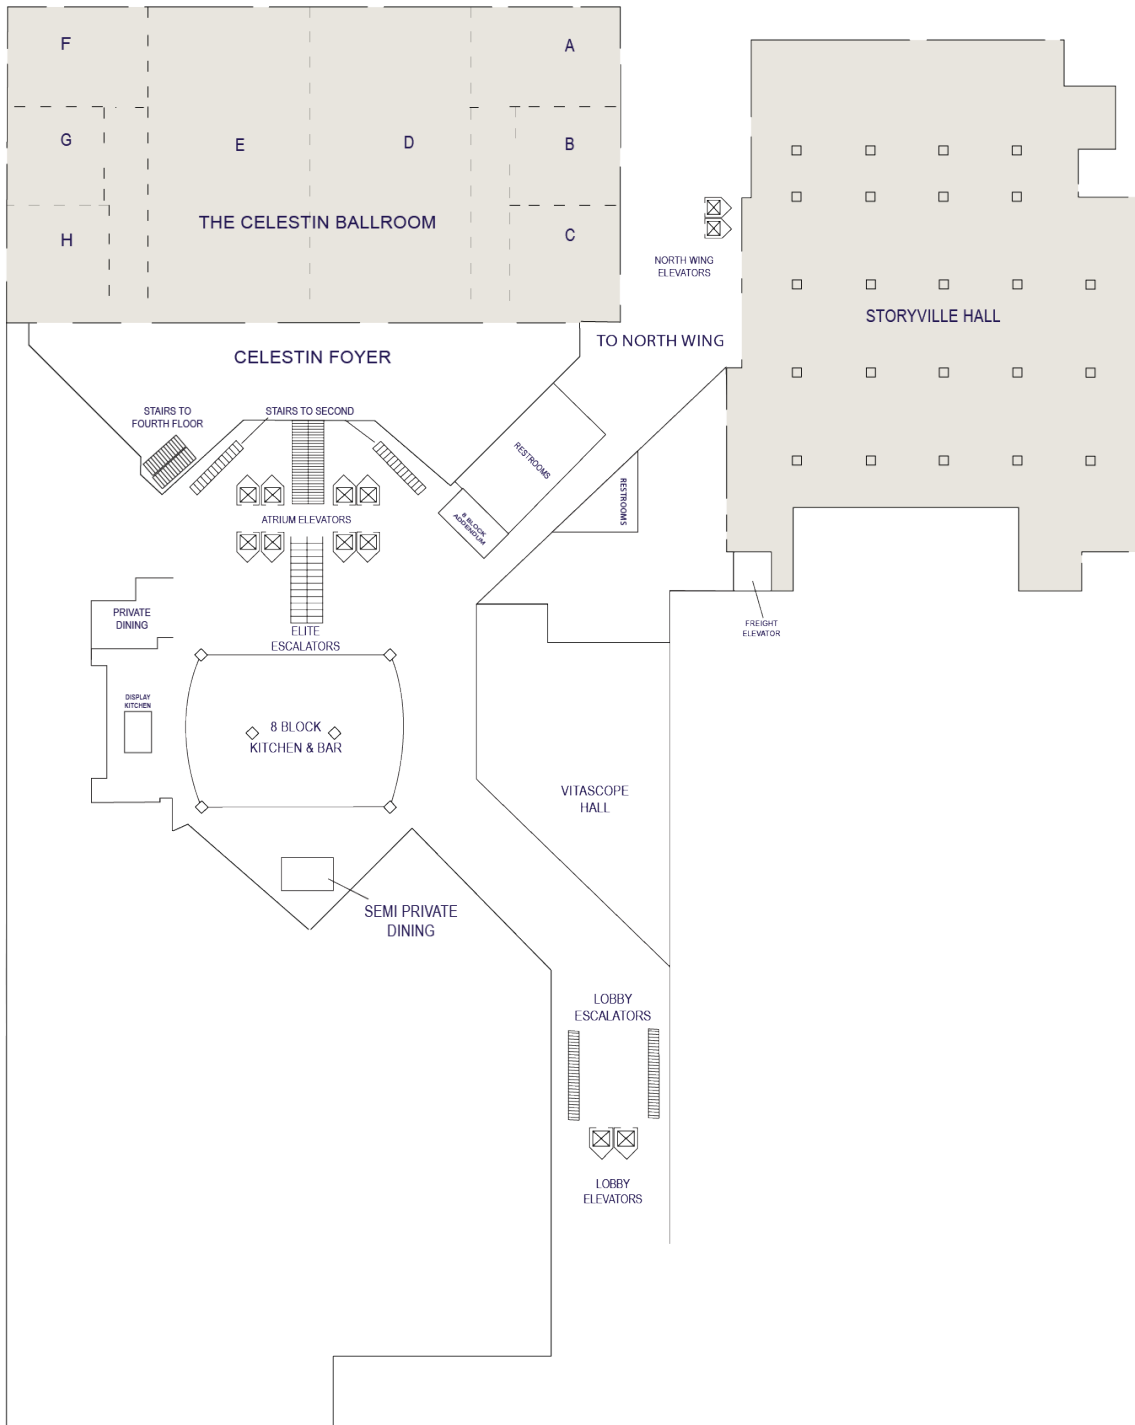 F
A
G
E
D
B
THE CELESTIN BALLROOM
H
C
NORTH WING
ELEVATORS
STORYVILLE HALL
TO NORTH WING
CELESTIN FOYER
STAIRS TO
FOURTH FLOOR
STAIRS TO SECOND
RESTROOMS
RESTROOMS
8 BLOCK
ADDENDUM
ATRIUM ELEVATORS
PRIVATE
DINING
ELITE
ESCALATORS
FREIGHT
ELEVATOR
DISPLAY
KITCHEN
8 BLOCK
KITCHEN & BAR
VITASCOPE
HALL
SEMI PRIVATE
DINING
LOBBY
ESCALATORS
LOBBY
ELEVATORS